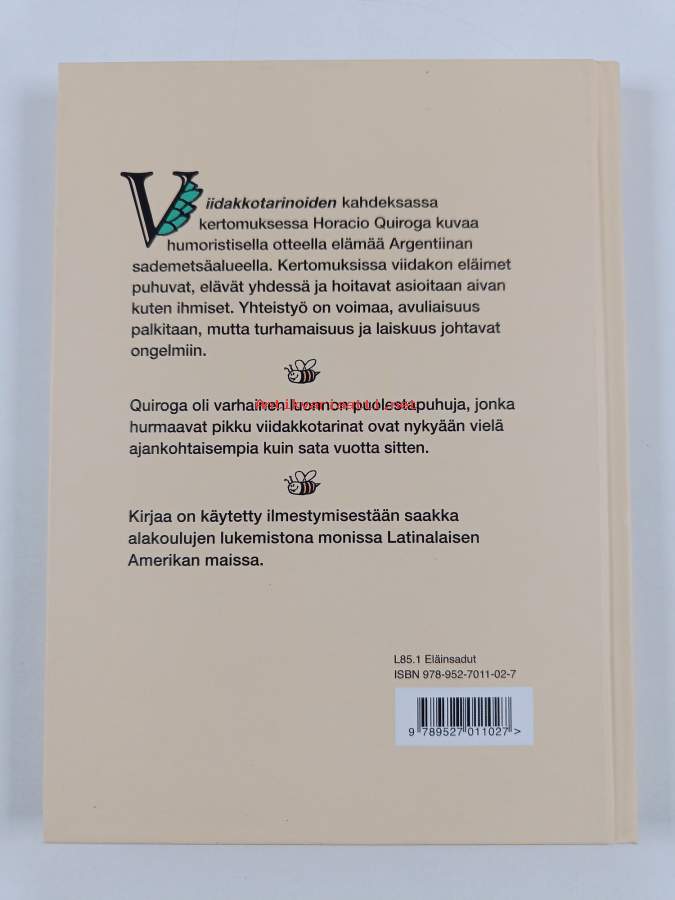 Viidakkotarinoiden kahdeksassa
kertomuksessa Horacio Quiroga kuvaa
humoristisella otteella elämää Argentiinan
sademetsäalueella. Kertomuksissa viidakon eläimet
puhuvat, elävät yhdessä ja hoitavat asioitaan aivan
kuten ihmiset. Yhteistyö on voimaa, avuliaisuus
palkitaan, mutta turhamaisuus ja laiskuus johtavat
ongelmiin.
Quiroga oli varhainen luonnon puolestapuhuja, jonka
hurmaavat pikku viidakkotarinat ovat nykyään vielä
ajankohtaisempia kuin sata vuotta sitten.
Kirjaa on käytetty ilmestymisestään saakka
alakoulujen lukemistona monissa Latinalaisen
Amerikan maissa.
L85.1 Eläinsadut
ISBN 978-952-7011-02-7
9 789527 011027 >